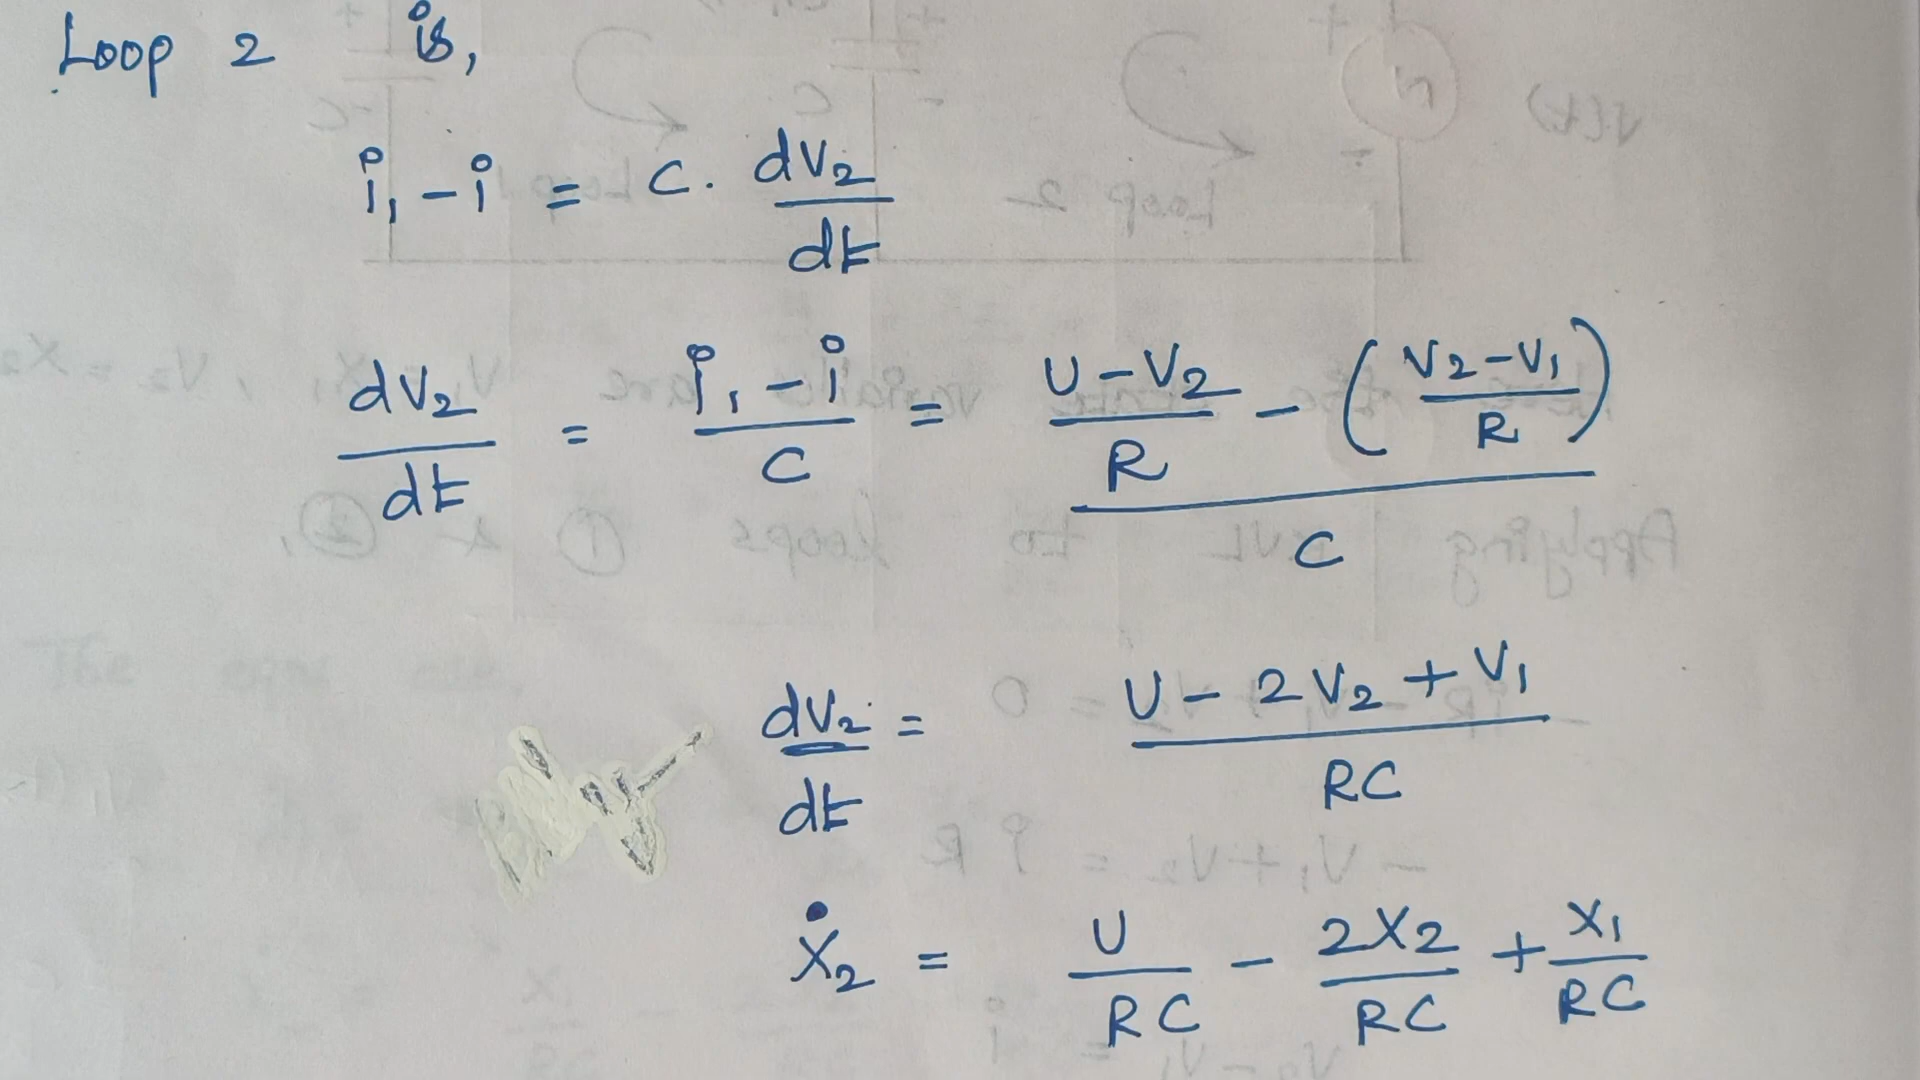 Loop 2 is,
i₁ - i = C. dV₂/dt
dV₂/dt = (i₁ - i)/C = (U-V₂/R - (V₂-V₁/R))/C
dV₂/dt = (U - 2V₂ + V₁)/RC
Ẋ₂ = U/RC - 2X₂/RC + X₁/RC